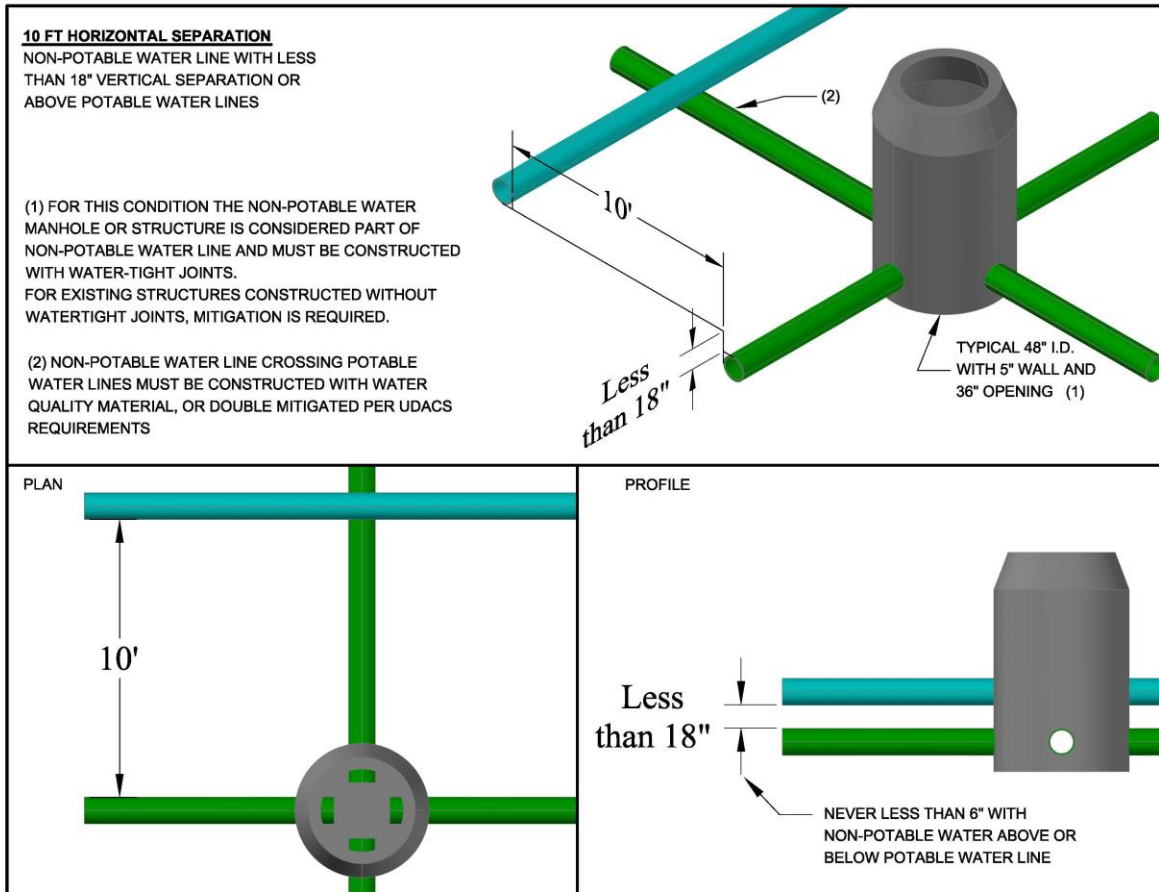 10 FT HORIZONTAL SEPARATION
NON-POTABLE WATER LINE WITH LESS
THAN 18" VERTICAL SEPARATION OR
ABOVE POTABLE WATER LINES
(1) FOR THIS CONDITION THE NON-POTABLE WATER
MANHOLE OR STRUCTURE IS CONSIDERED PART OF
NON-POTABLE WATER LINE AND MUST BE CONSTRUCTED
WITH WATER-TIGHT JOINTS.
FOR EXISTING STRUCTURES CONSTRUCTED WITHOUT
WATERTIGHT JOINTS, MITIGATION IS REQUIRED.
(2) NON-POTABLE WATER LINE CROSSING POTABLE
WATER LINES MUST BE CONSTRUCTED WITH WATER
QUALITY MATERIAL, OR DOUBLE MITIGATED PER UDACS
REQUIREMENTS
(2)
10'
Less
than 18"
TYPICAL 48" I.D.
WITH 5" WALL AND
36" OPENING (1)
PLAN
10'
PROFILE
Less
than 18"
NEVER LESS THAN 6" WITH
NON-POTABLE WATER ABOVE OR
BELOW POTABLE WATER LINE